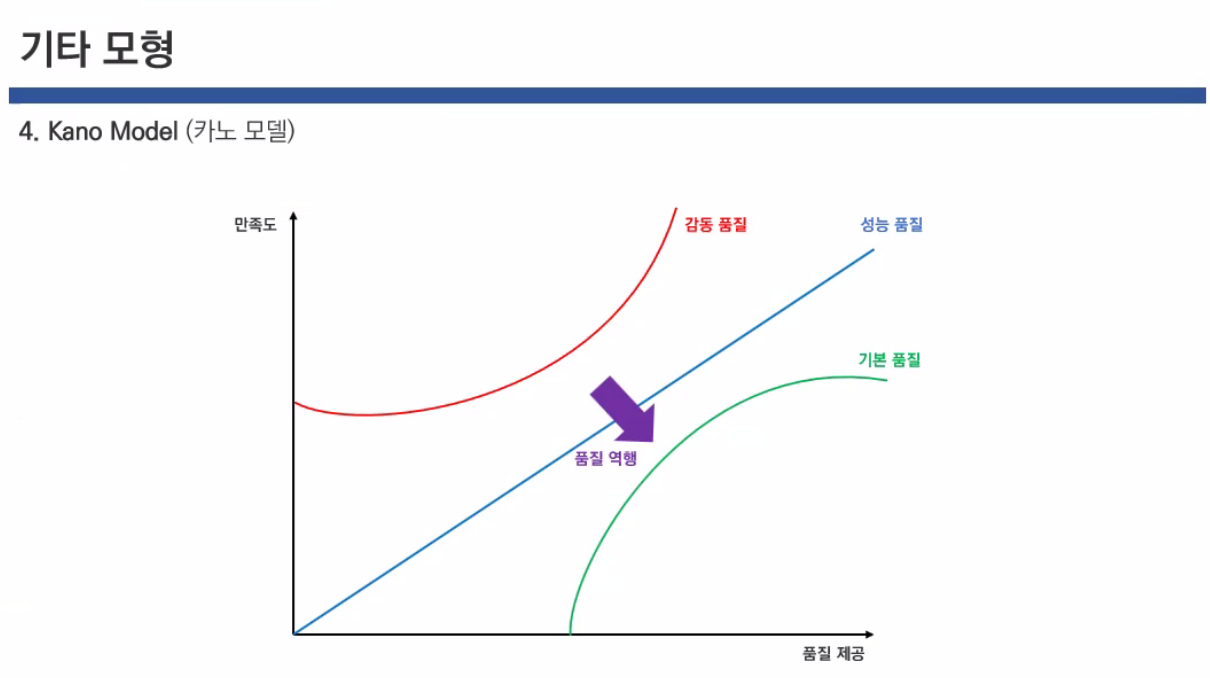 기타 모형
4. Kano Model (카노 모델)
만족도
감동 품질
성능 품질
기본 품질
품질 역행
품질 제공